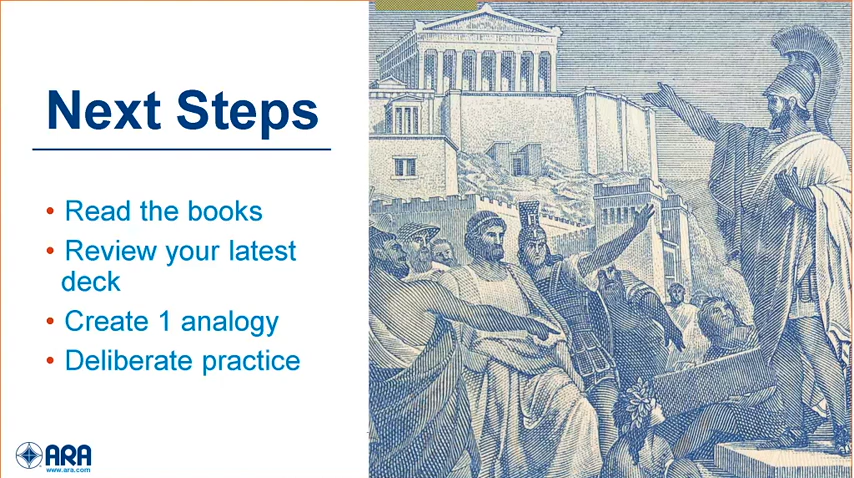 Next Steps
• Read the books
• Review your latest
deck
• Create 1 analogy
• Deliberate practice
ARA
www.ara.com